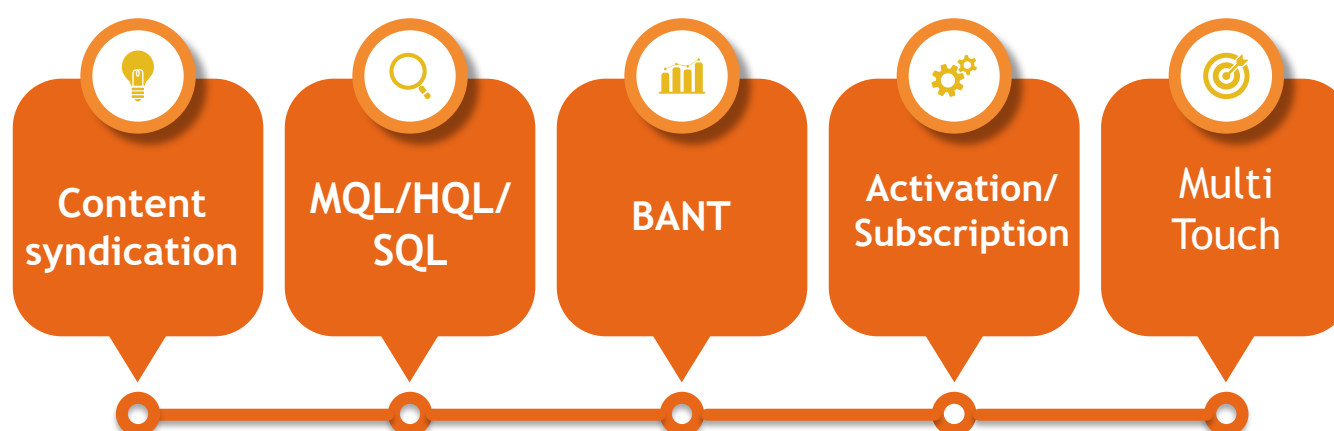 Content
syndication
MQL/HQL/
SQL
BANT
Activation/
Subscription
Multi
Touch